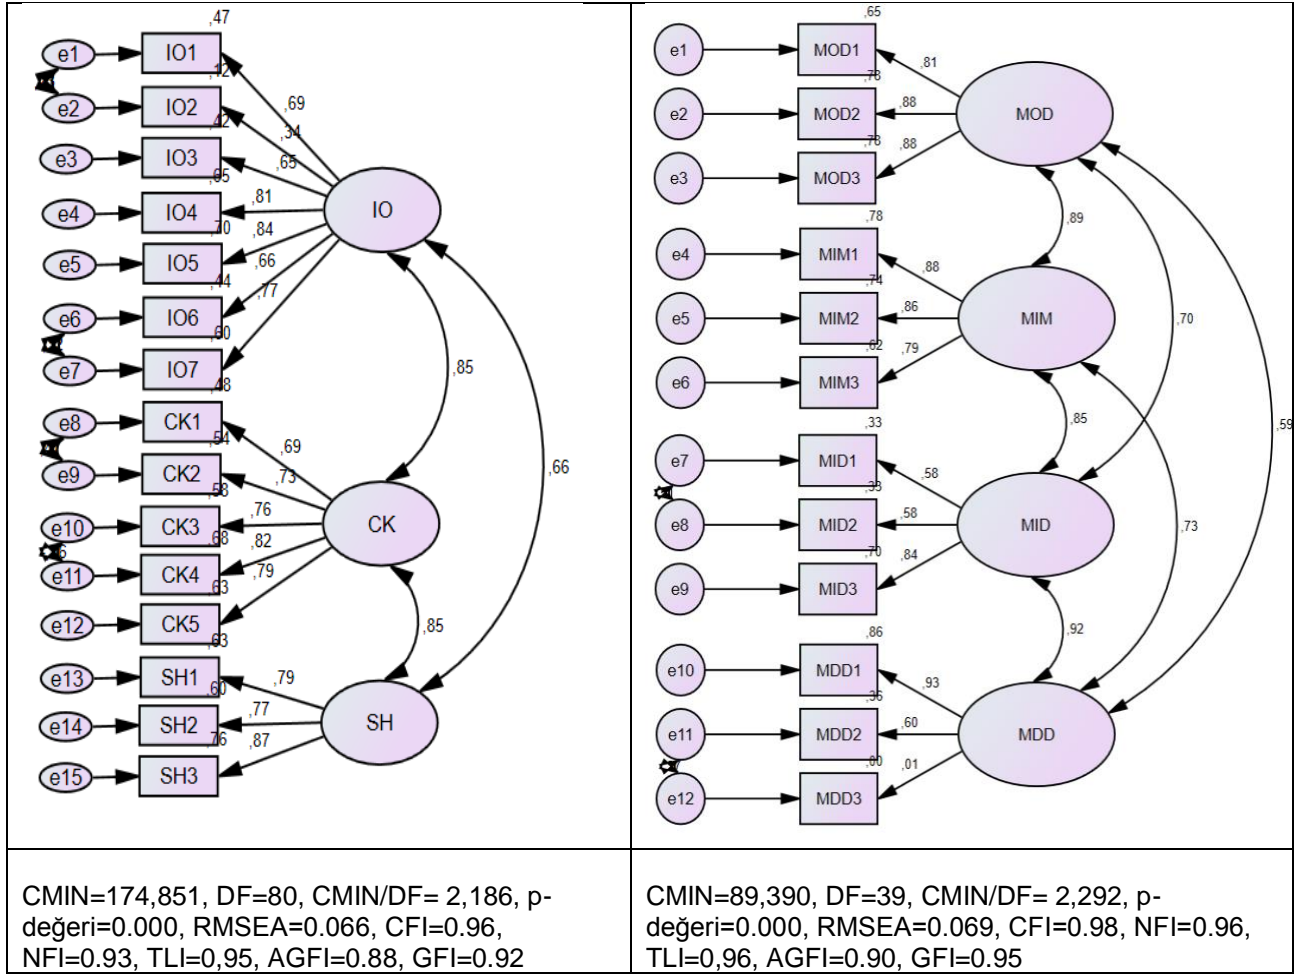 ,47
e1
IO1
,12
e2
IO2
,69
,42
,34
e3
IO3
,65
,65
e4
IO4
,81
IO
,70
,84
e5
IO5
,66
,44
,77
e6
IO6
,60
e7
IO7
,48
,85
e8
CK1
,54
,69
e9
CK2
,73
,58
,66
e10
CK3
,76
CK
,68
e11
CK4
,82
,63
,79
e12
CK5
,63
,85
e13
SH1
,79
,60
e14
SH2
,77
SH
,76
,87
e15
SH3
CMIN=174,851, DF=80, CMIN/DF= 2,186, p-
değeri=0.000, RMSEA=0.066, CFI=0.96,
NFI=0.93, TLI=0,95, AGFI=0.88, GFI=0.92
,65
e1
MOD1
,81
,78
e2
MOD2
,88
MOD
,78
,88
e3
MOD3
,78
,89
e4
MIM1
,88
,74
e5
MIM2
,86
MIM
,70
,62
,79
e6
MIM3
,33
,85
,59
e7
MID1
,58
,33
e8
MID2
,58
MID
,73
,70
,84
e9
MID3
,86
,92
e10
MDD1
,93
,36
e11
MDD2
,60
MDD
,00
,01
e12
MDD3
CMIN=89,390, DF=39, CMIN/DF= 2,292, p-
değeri=0.000, RMSEA=0.069, CFI=0.98, NFI=0.96,
TLI=0,96, AGFI=0.90, GFI=0.95